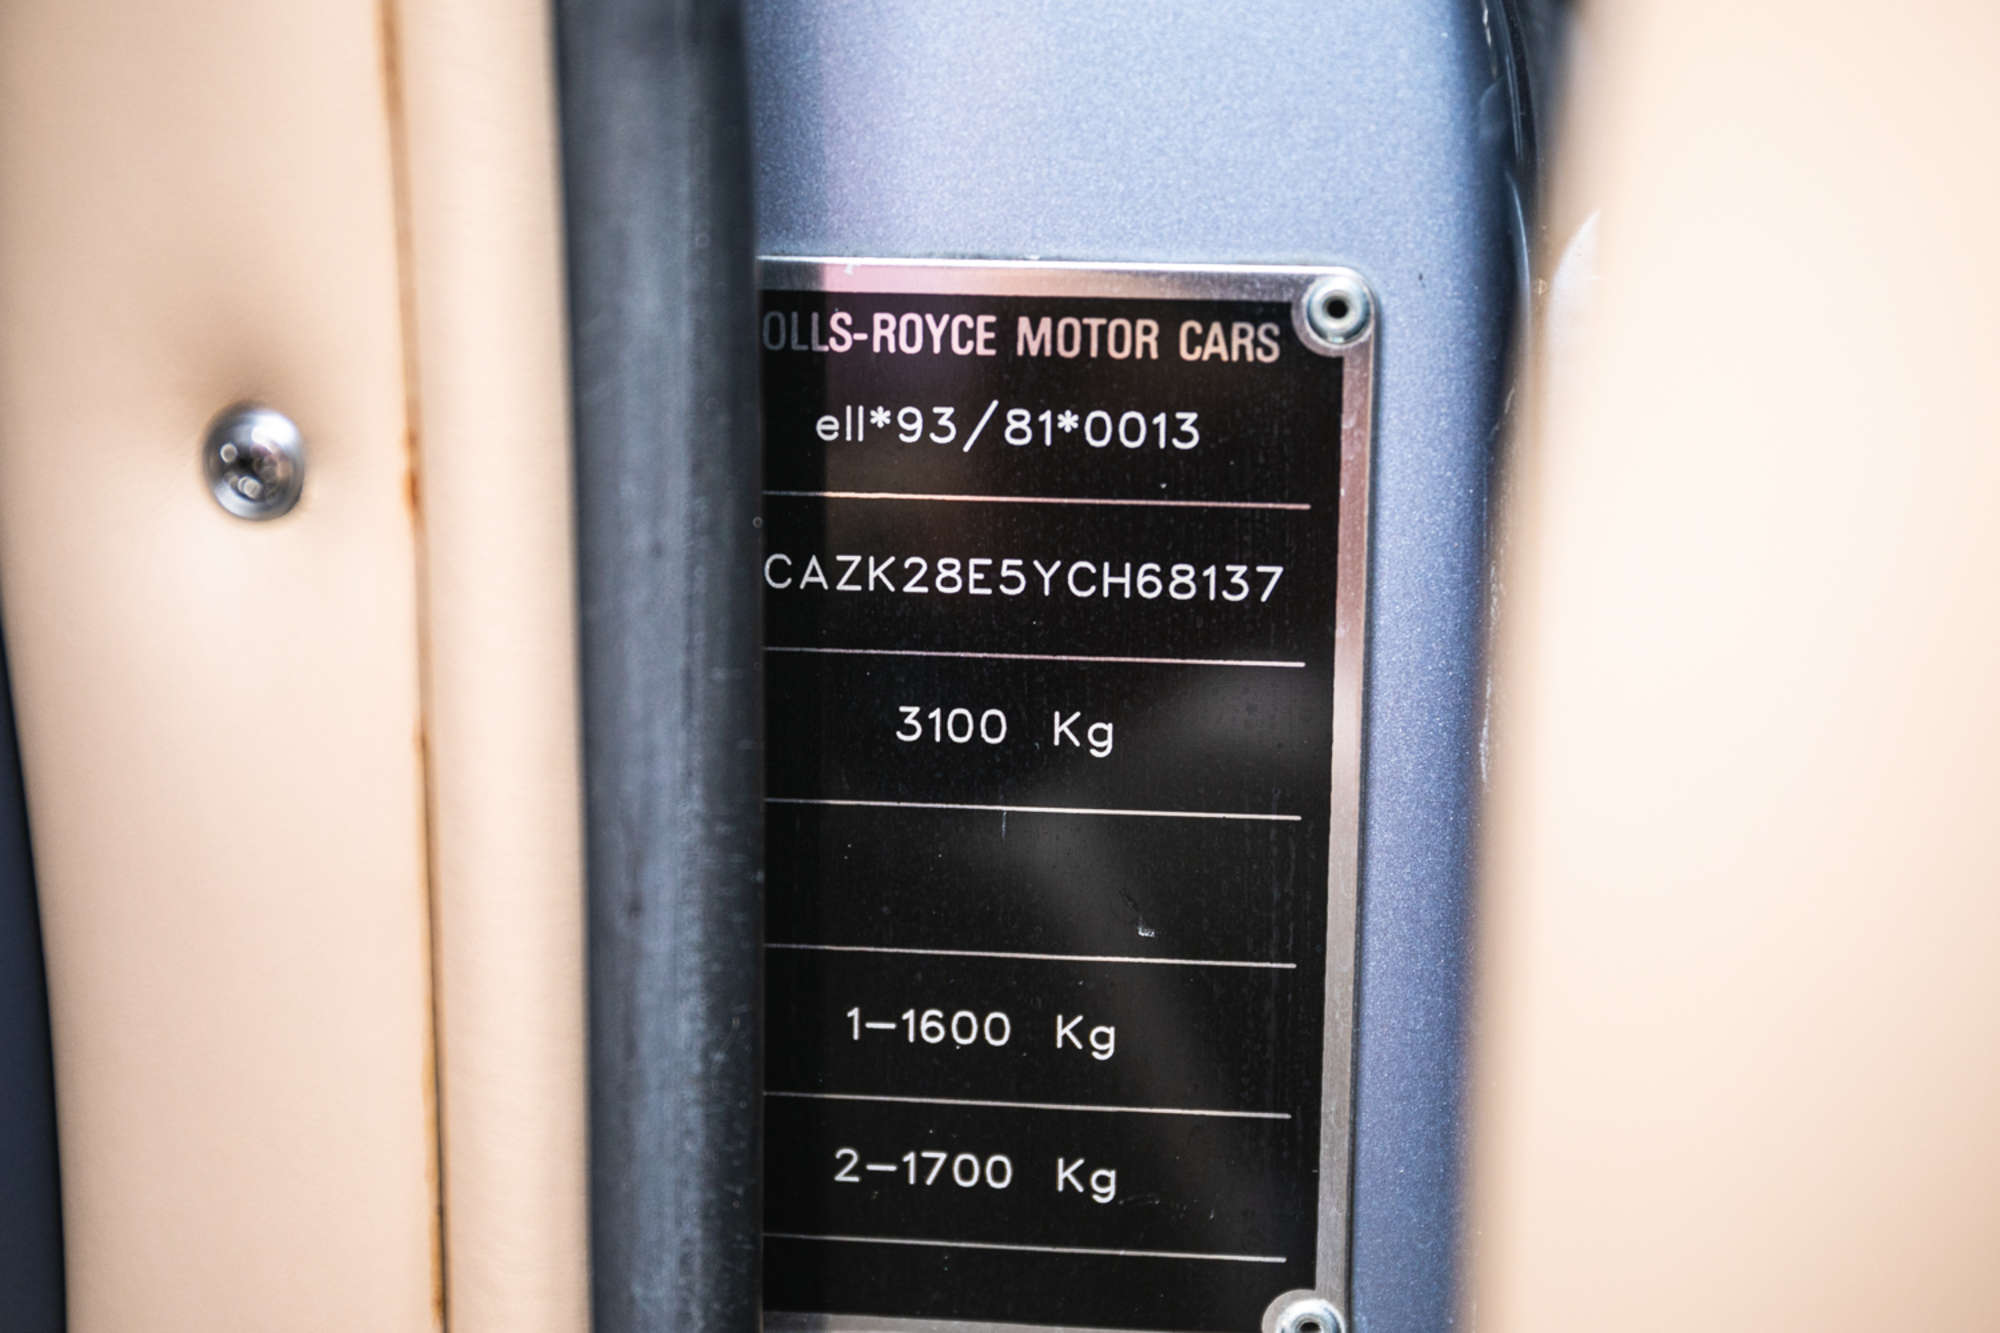 OLLS-ROYCE MOTOR CARS
e11*93/81*0013
CAZK28E5YCH68137
3100 Kg
1-1600 Kg
2-1700 Kg